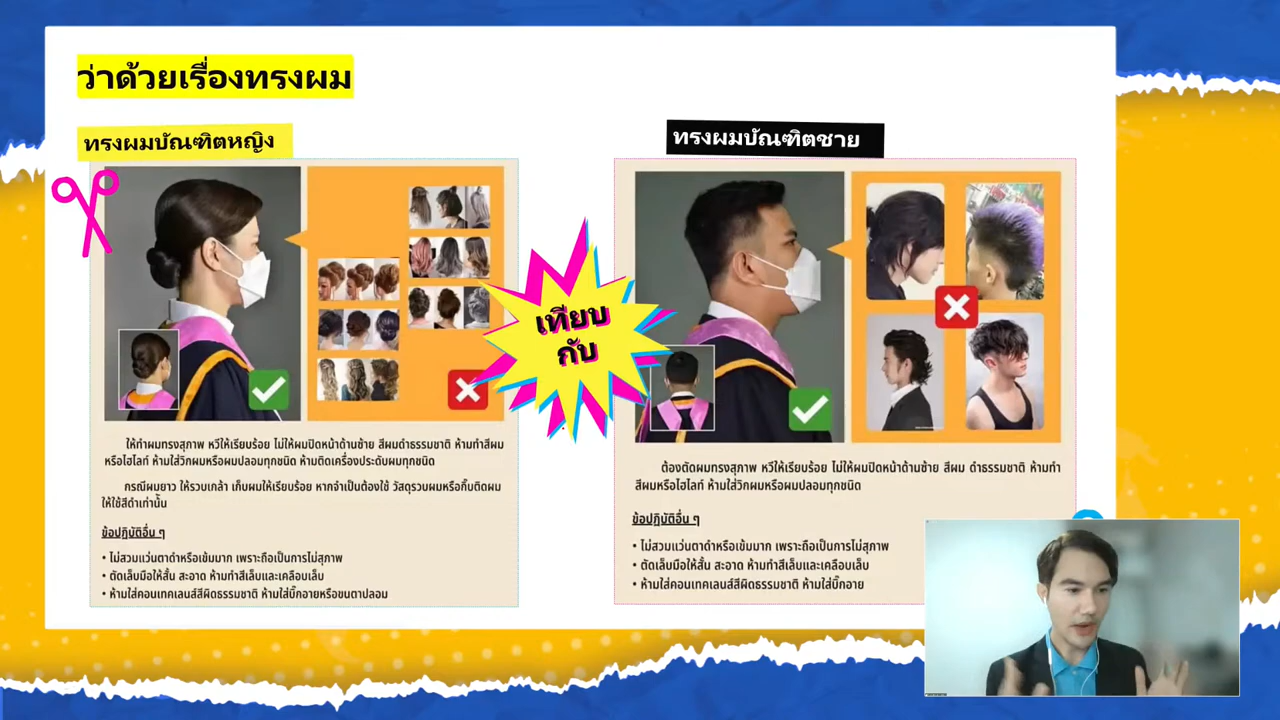 ว่าด้วยเรื่องทรงผม
ทรงผมบัณฑิตหญิง
ให้ทำผมทรงสุภาพ หวีให้เรียบร้อย ไม่ให้ผมปิดหน้าด้านซ้าย สีผมดำธรรมชาติ ห้ามทำสีผม
หรือไฮไลท์ ห้ามใส่วิกผมหรือผมปลอมทุกชนิด ห้ามติดเครื่องประดับผมทุกชนิด
กรณีผมยาว ให้รวบเกล้า เก็บผมให้เรียบร้อย หากจำเป็นต้องใช้ วัสดุรวบผมหรือกิ๊บติดผม
ให้ใช้สีดำเท่านั้น
ข้อปฏิบัติอื่น ๆ
• ไม่สวมแว่นตาดำหรือเข้มมาก เพราะถือเป็นการไม่สุภาพ
• ตัดเล็บมือให้สั้น สะอาด ห้ามทำสีเล็บและเคลือบเล็บ
• ห้ามใส่คอนเทคเลนส์สีผิดธรรมชาติ ห้ามใส่บิ๊กอายหรือขนตาปลอม
เทียบ
กับ
ทรงผมบัณฑิตชาย
ต้องตัดผมทรงสุภาพ หวีให้เรียบร้อย ไม่ให้ผมปิดหน้าด้านซ้าย สีผม ดำธรรมชาติ ห้ามทำ
สีผมหรือไฮไลท์ ห้ามใส่วิกผมหรือผมปลอมทุกชนิด
ข้อปฏิบัติอื่น ๆ
• ไม่สวมแว่นตาดำหรือเข้มมาก เพราะถือเป็นการไม่สุภาพ
• ตัดเล็บมือให้สั้น สะอาด ห้ามทำสีเล็บและเคลือบเล็บ
• ห้ามใส่คอนเทคเลนส์สีผิดธรรมชาติ ห้ามใส่บิ๊กอาย